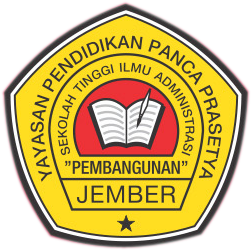 YAYASAN PENDIDIKAN PANCA PRASETYA
SEKOLAH TINGGI ILMU ADMINISTRASI
"PEMBANGUNAN"
JEMBER